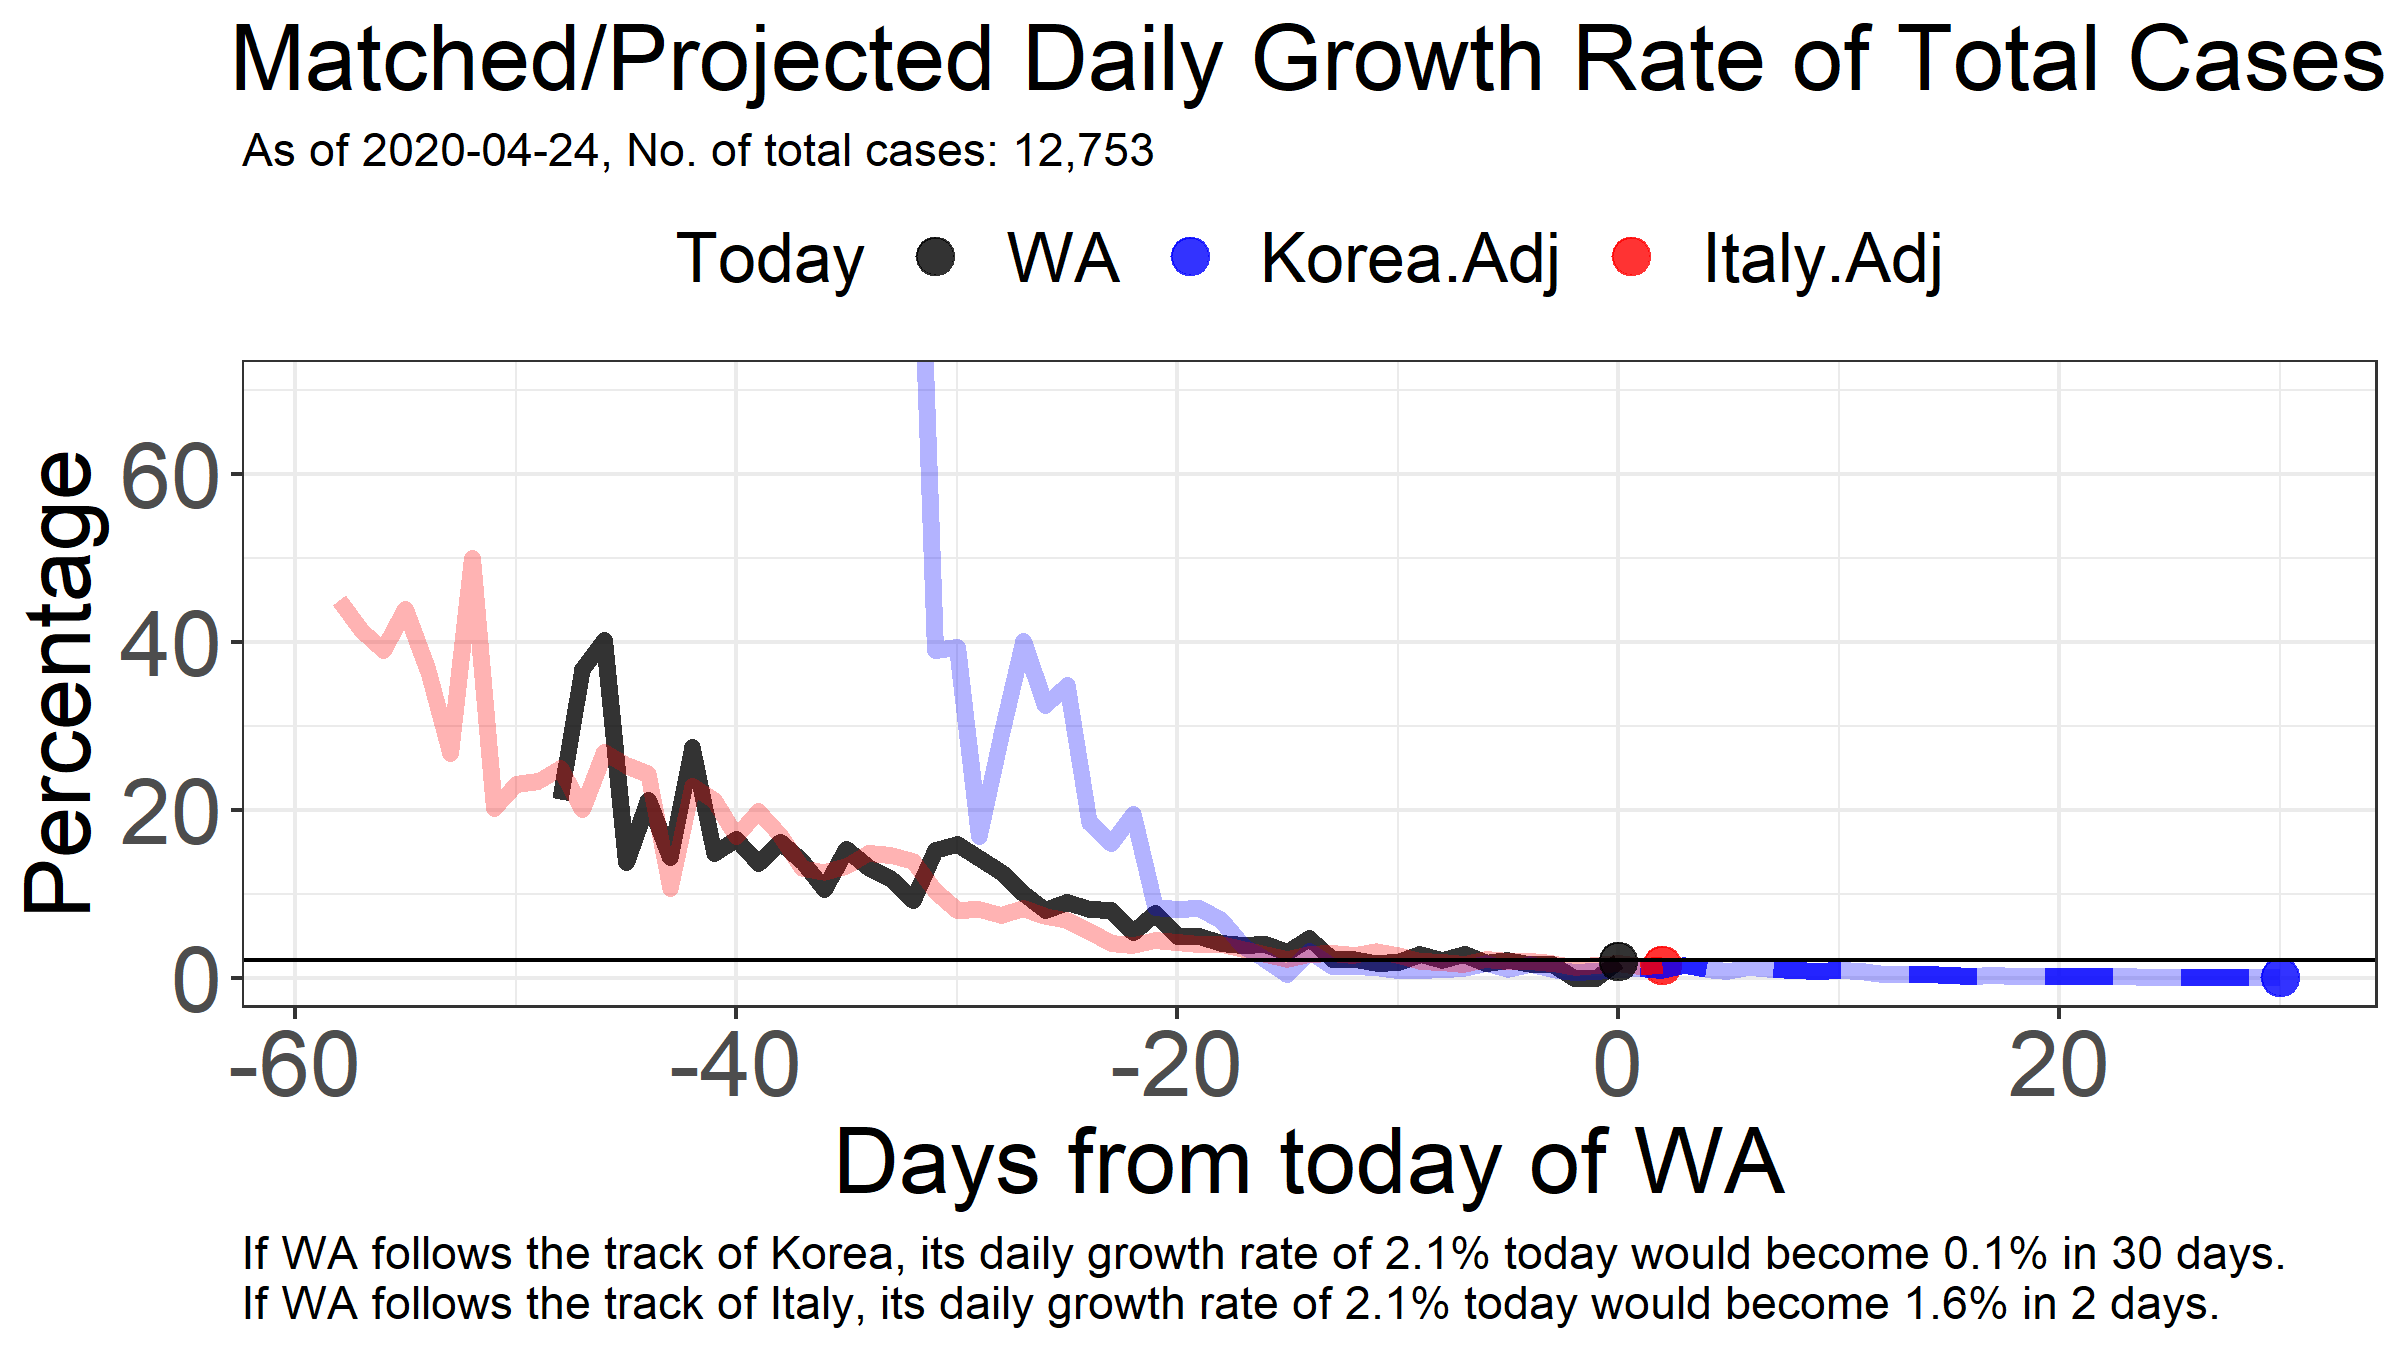 Matched/Projected Daily Growth Rate of Total Cases
As of 2020-04-24, No. of total cases: 12,753
Today WA Korea.Adj Italy.Adj
Percentage
60
40
20
0
-60 -40 -20 0 20
Days from today of WA
If WA follows the track of Korea, its daily growth rate of 2.1% today would become 0.1% in 30 days.
If WA follows the track of Italy, its daily growth rate of 2.1% today would become 1.6% in 2 days.